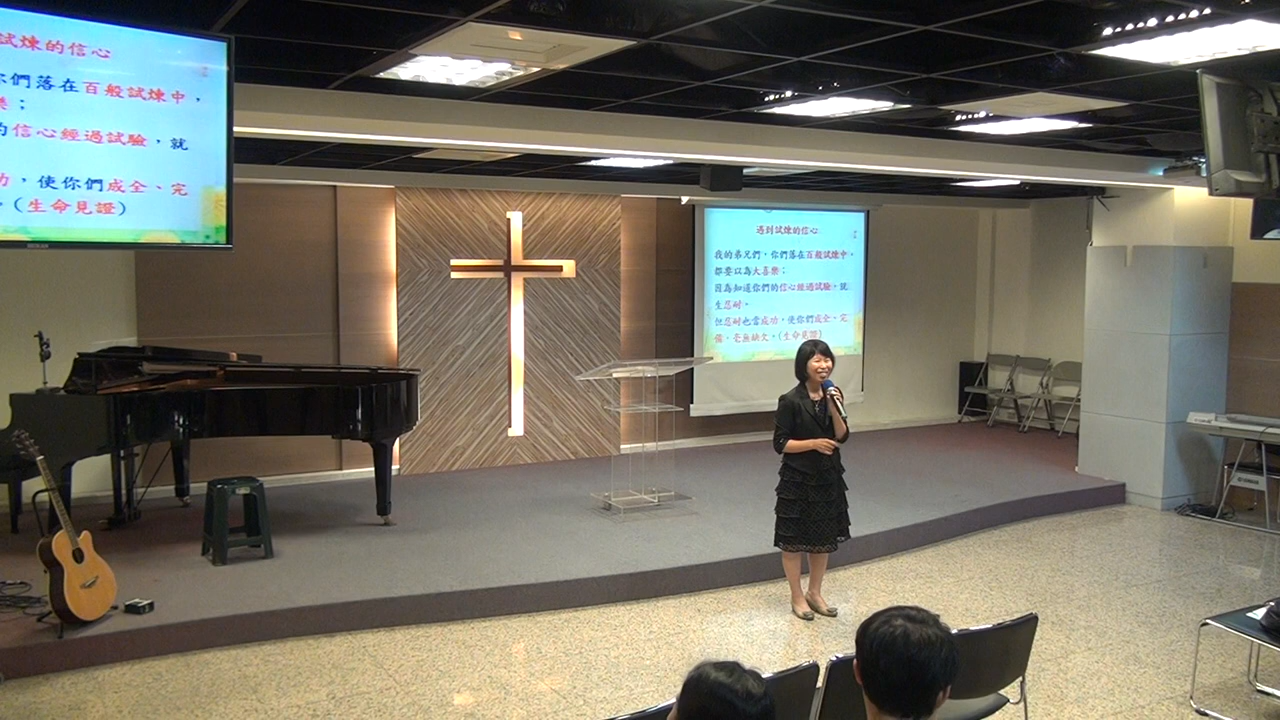 試煉的信心
你們落在百般試煉中，
樂；
的信心經過試驗，就
功，使你們成全、完
。(生命見證)
遇到試煉的信心
我的弟兄們，你們落在百般試煉中，
都要以為大喜樂；
因為知道你們的信心經過試驗，就
生忍耐。
但忍耐也當成功，使你們成全、完
備，毫無缺欠。(生命見證)
YAMAHA